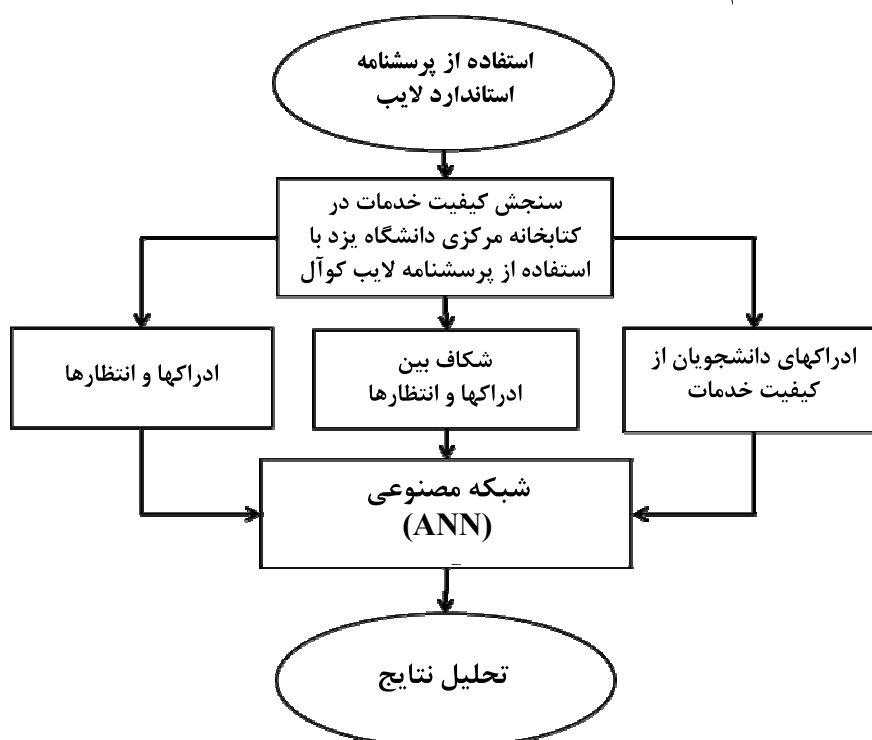 استفاده از پرسشنامه
استاندارد لایب
سنجش کیفیت خدمات در
کتابخانه مرکزی دانشگاه یزد با
استفاده از پرسشنامه لایب کوآل
ادراکهای دانشجویان از
کیفیت خدمات
شکاف بین
ادراکها و انتظارها
ادراکها و انتظارها
شبکه مصنوعی
(ANN)
تحلیل نتایج